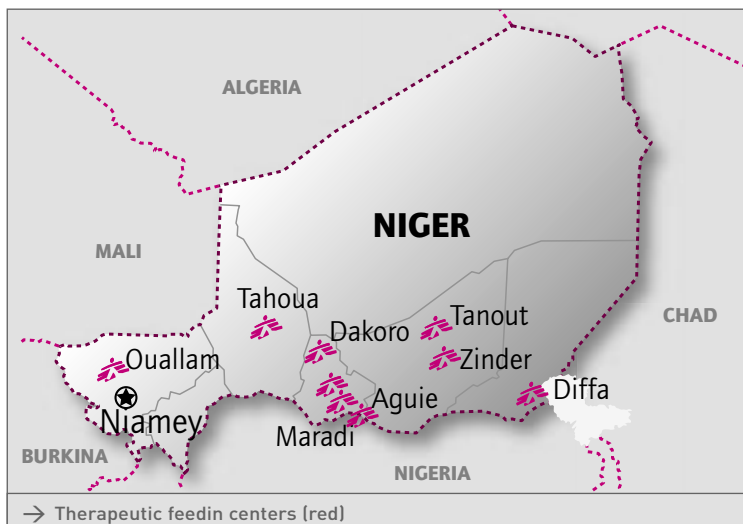 ALGERIA
NIGER
MALI
Tahoua
Tanout
CHAD
Dakoro
Ouallam
Zinder
Diffa
Aguie
Niamey
Maradi
BURKINA
NIGERIA
→ Therapeutic feedin centers (red)